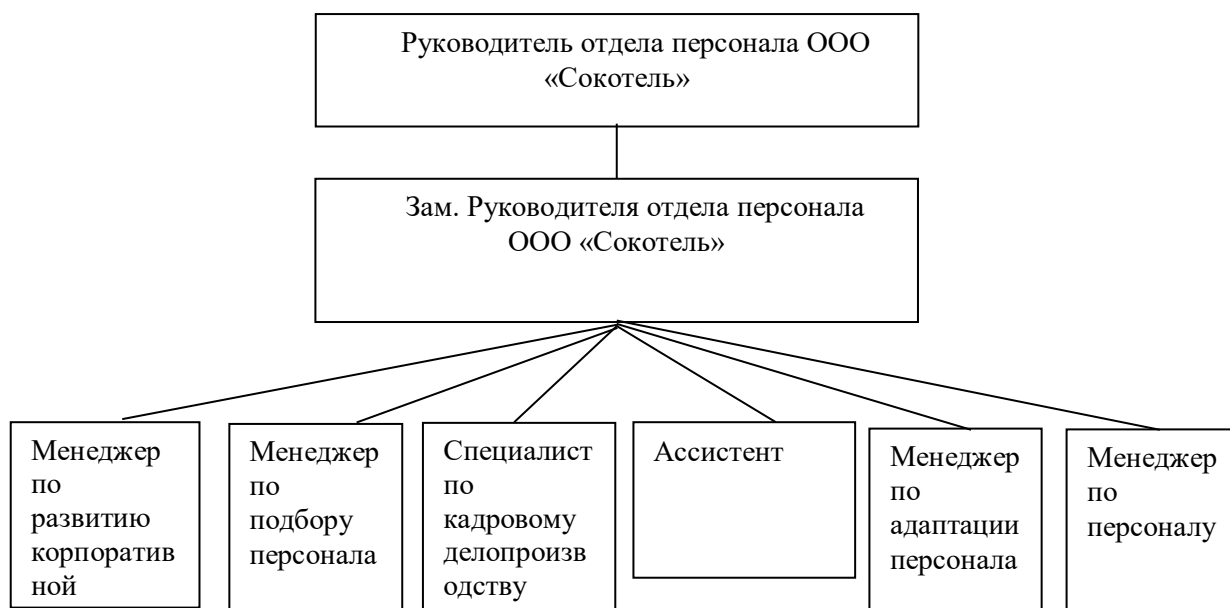 Руководитель отдела персонала ООО
«Сокотель»
Зам. Руководителя отдела персонала
ООО «Сокотель»
Менеджер
по
развитию
корпоратив
ной
Менеджер
по
подбору
персонала
Специалист
по
кадровому
делопроизв
одству
Ассистент
Менеджер
по
адаптации
персонала
Менеджер
по
персоналу